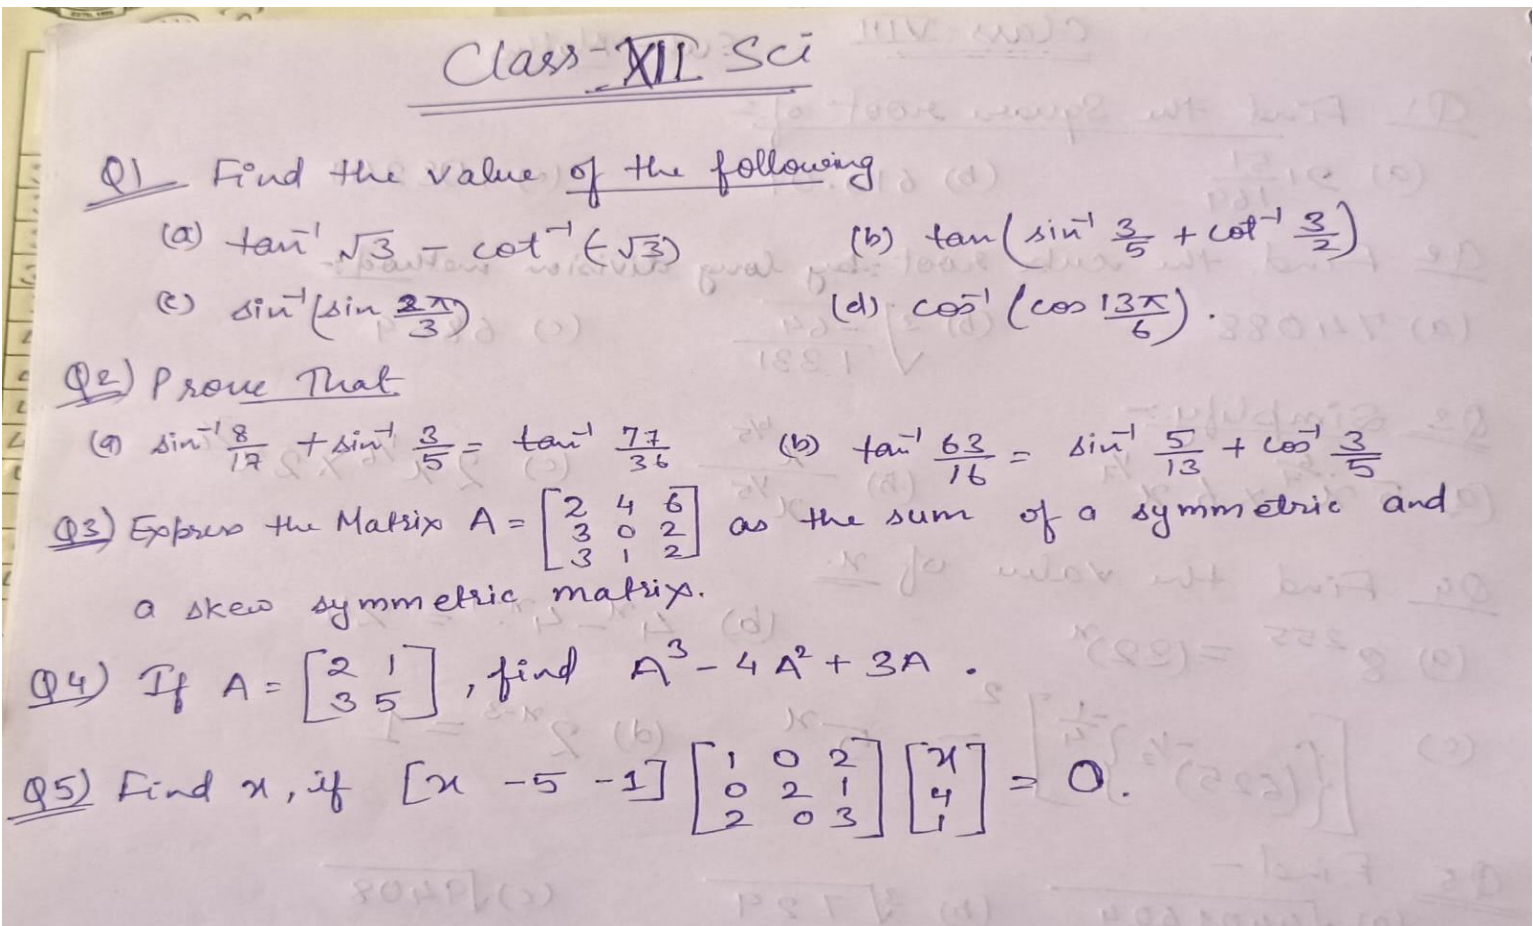 Class-XII Sci
Q1 Find the value of the following
(a) tan⁻¹ √3 - cot⁻¹ (-√3) (b) tan(sin⁻¹ 3/5 + cot⁻¹ 3/2)
(c) sin⁻¹(sin 2π/3) (d) cos⁻¹ (cos 13π/6).
Q2) Prove That
(a) sin⁻¹ 8/17 + sin⁻¹ 3/5 = tan⁻¹ 77/36 (b) tan⁻¹ 63/16 = sin⁻¹ 5/13 + cos⁻¹ 3/5
Q3) Express the Matrix A = [2 4 6; 3 0 2; 3 1 2] as the sum of a symmetric and
a skew symmetric matrix.
Q4) If A = [2 1; 3 5], find A³ - 4A² + 3A.
Q5) Find x, if [x -5 -1] [1 0 2; 0 2 1; 2 0 3] [x; 4; 1] = 0.